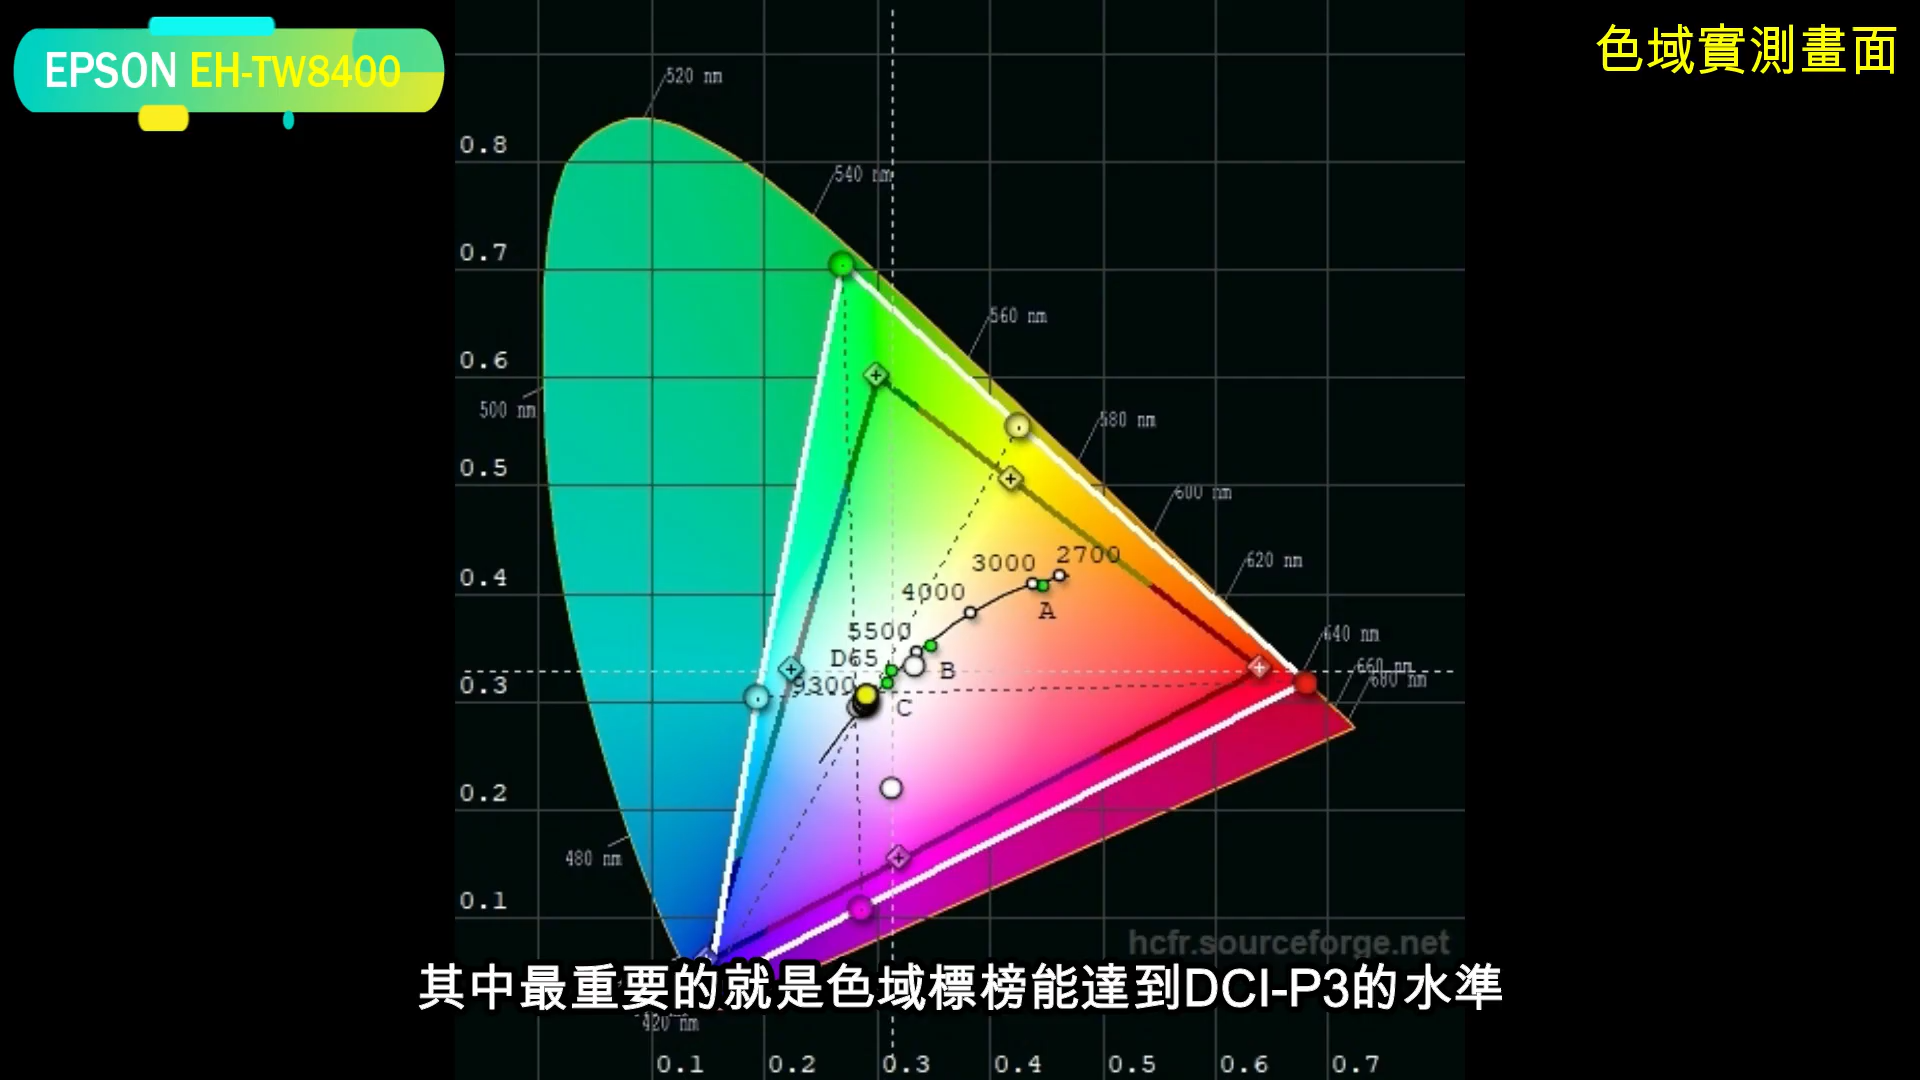 EPSON EH-TW8400
色域實測畫面
520 nm
0.8
540 nm
0.7
560 nm
0.6
500 nm
580 nm
0.5
600 nm
3000
2700
620 nm
0.4
4000
A
5500
640 nm
D65
B
660 nm
0.3
9300
680 nm
C
0.2
480 nm
0.1
hcfr.sourceforge.net
其中最重要的就是色域標榜能達到DCI-P3的水準
420 nm
0.1 0.2 0.3 0.4 0.5 0.6 0.7